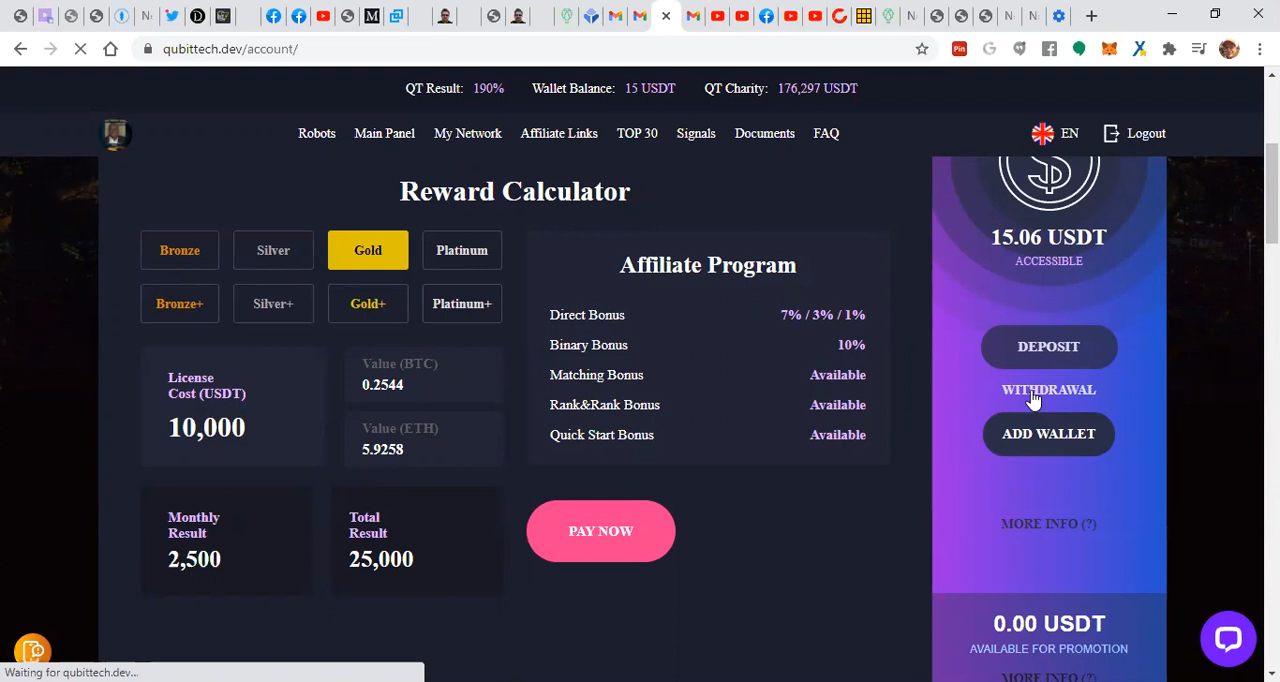 qubittech.dev/account/
QT Result: 190% Wallet Balance: 15 USDT QT Charity: 176,297 USDT
Robots Main Panel My Network Affiliate Links TOP 30 Signals Documents FAQ EN Logout
Reward Calculator
Bronze Silver Gold Platinum
Bronze+ Silver+ Gold+ Platinum+
License
Cost (USDT)
10,000
Value (BTC)
0.2544
Value (ETH)
5.9258
Monthly
Result
2,500
Total
Result
25,000
Affiliate Program
Direct Bonus 7% / 3% / 1%
Binary Bonus 10%
Matching Bonus Available
Rank&Rank Bonus Available
Quick Start Bonus Available
PAY NOW
15.06 USDT
ACCESSIBLE
DEPOSIT
WITHDRAWAL
ADD WALLET
MORE INFO (?)
0.00 USDT
AVAILABLE FOR PROMOTION
MORE INFO (?)
Waiting for qubittech.dev...